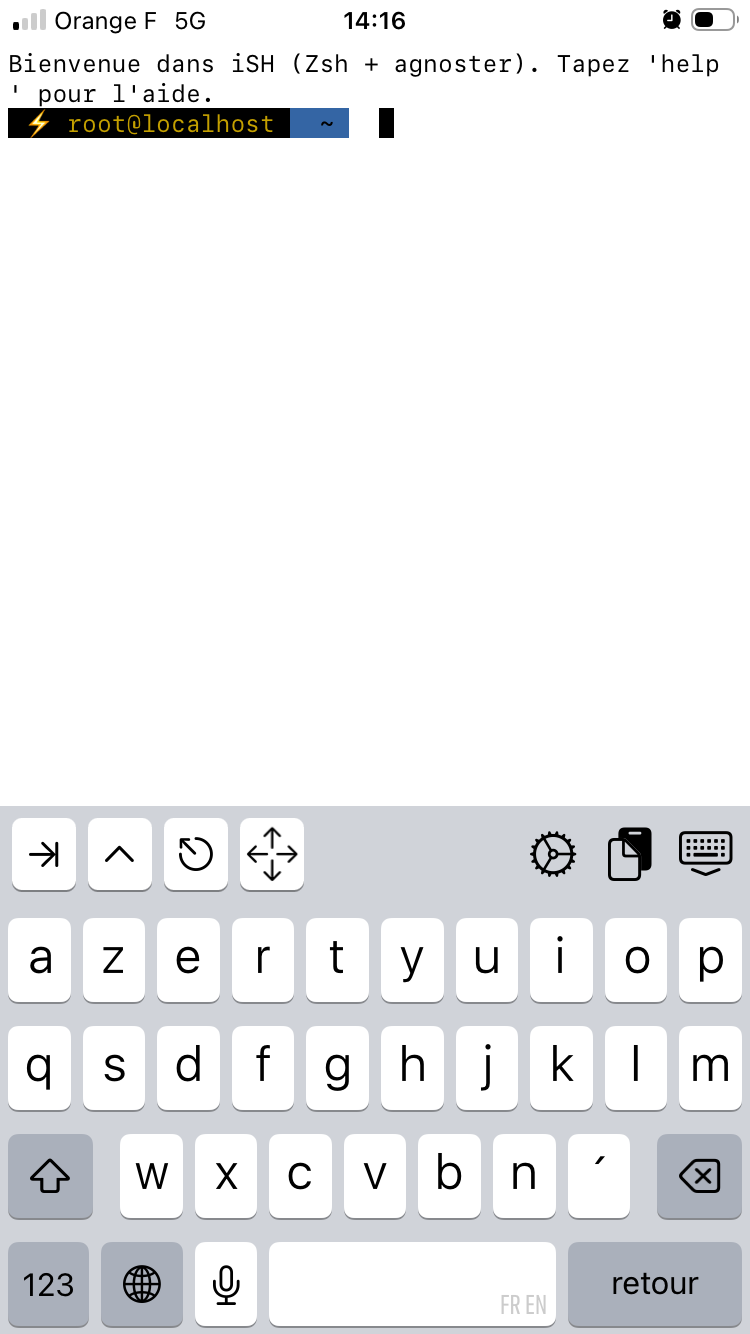 Orange F 5G 14:16
Bienvenue dans iSH (Zsh + agnoster). Tapez 'help
' pour l'aide.
⚡ root@localhost ~
a z e r t y u i o p
q s d f g h j k l m
w x c v b n ´
123 FR EN retour